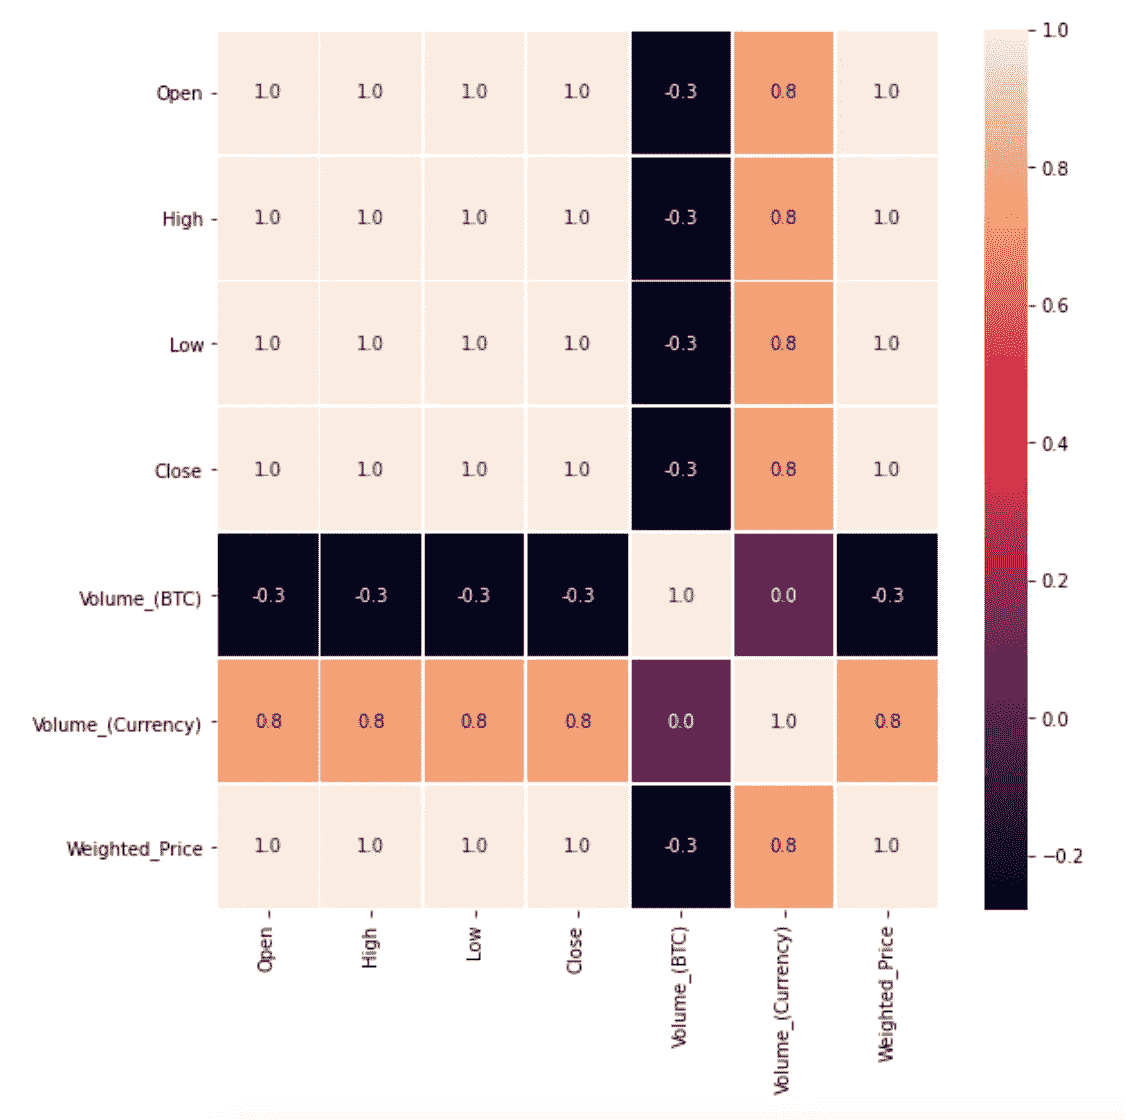 Open 1.0 1.0 1.0 1.0 -0.3 0.8 1.0
High 1.0 1.0 1.0 1.0 -0.3 0.8 1.0
Low 1.0 1.0 1.0 1.0 -0.3 0.8 1.0
Close 1.0 1.0 1.0 1.0 -0.3 0.8 1.0
Volume_(BTC) -0.3 -0.3 -0.3 -0.3 1.0 0.0 -0.3
Volume_(Currency) 0.8 0.8 0.8 0.8 0.0 1.0 0.8
Weighted_Price 1.0 1.0 1.0 1.0 -0.3 0.8 1.0
Open
High
Low
Close
Volume_(BTC)
Volume_(Currency)
Weighted_Price
1.0
0.8
0.6
0.4
0.2
0.0
−0.2